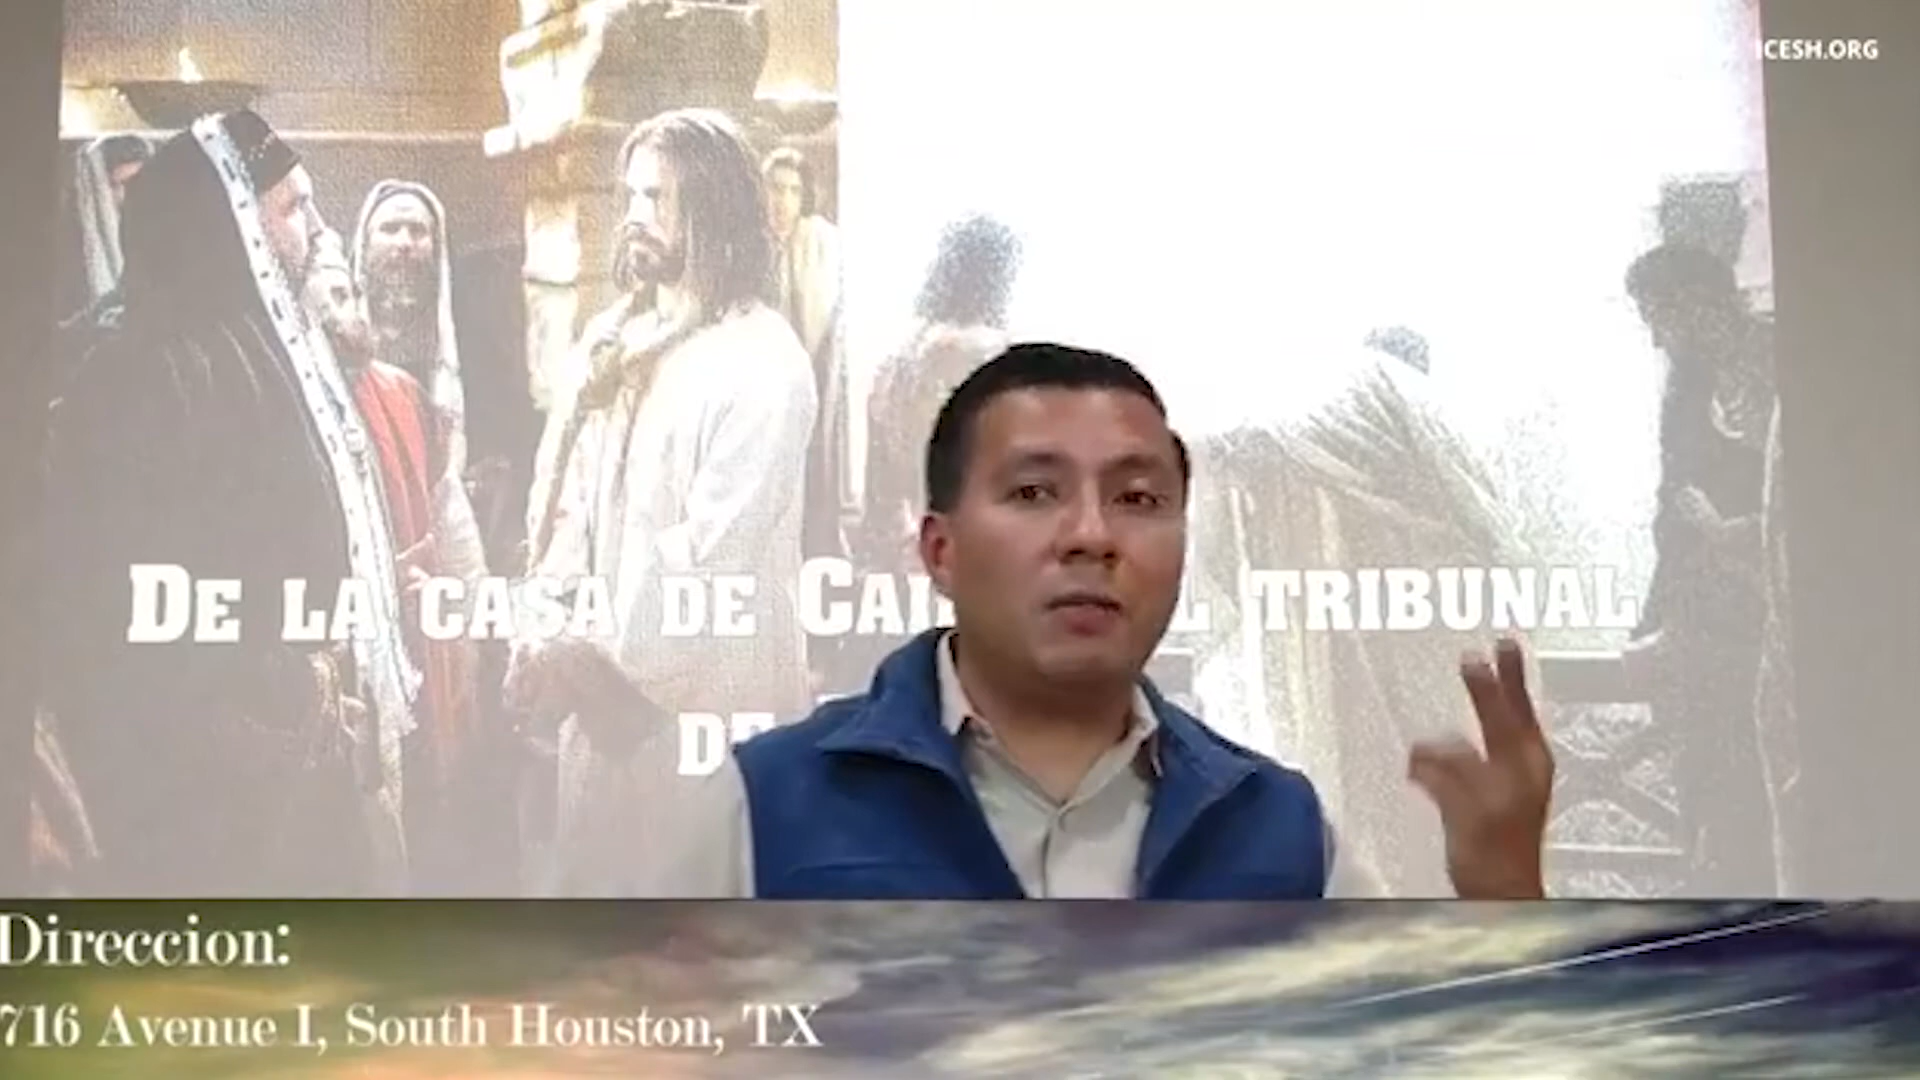 ICESH.ORG
De la casa de Cai l tribunal
de
Direccion:
716 Avenue I, South Houston, TX